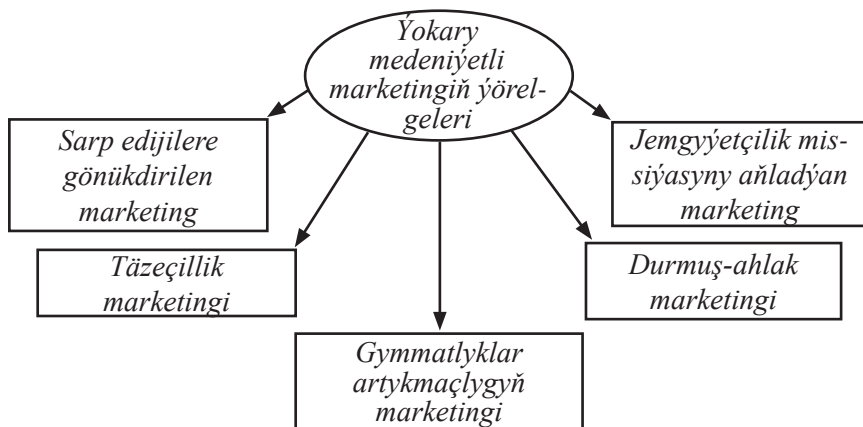 Ýokary
medeniýetli
marketingiň ýörel-
geleri
Sarp edijilere
gönükdirilen
marketing
Jemgyýetçilik mis-
siýasyny aňladýan
marketing
Täzeçillik
marketingi
Durmuş-ahlak
marketingi
Gymmatlyklar
artykmaçlygyň
marketingi